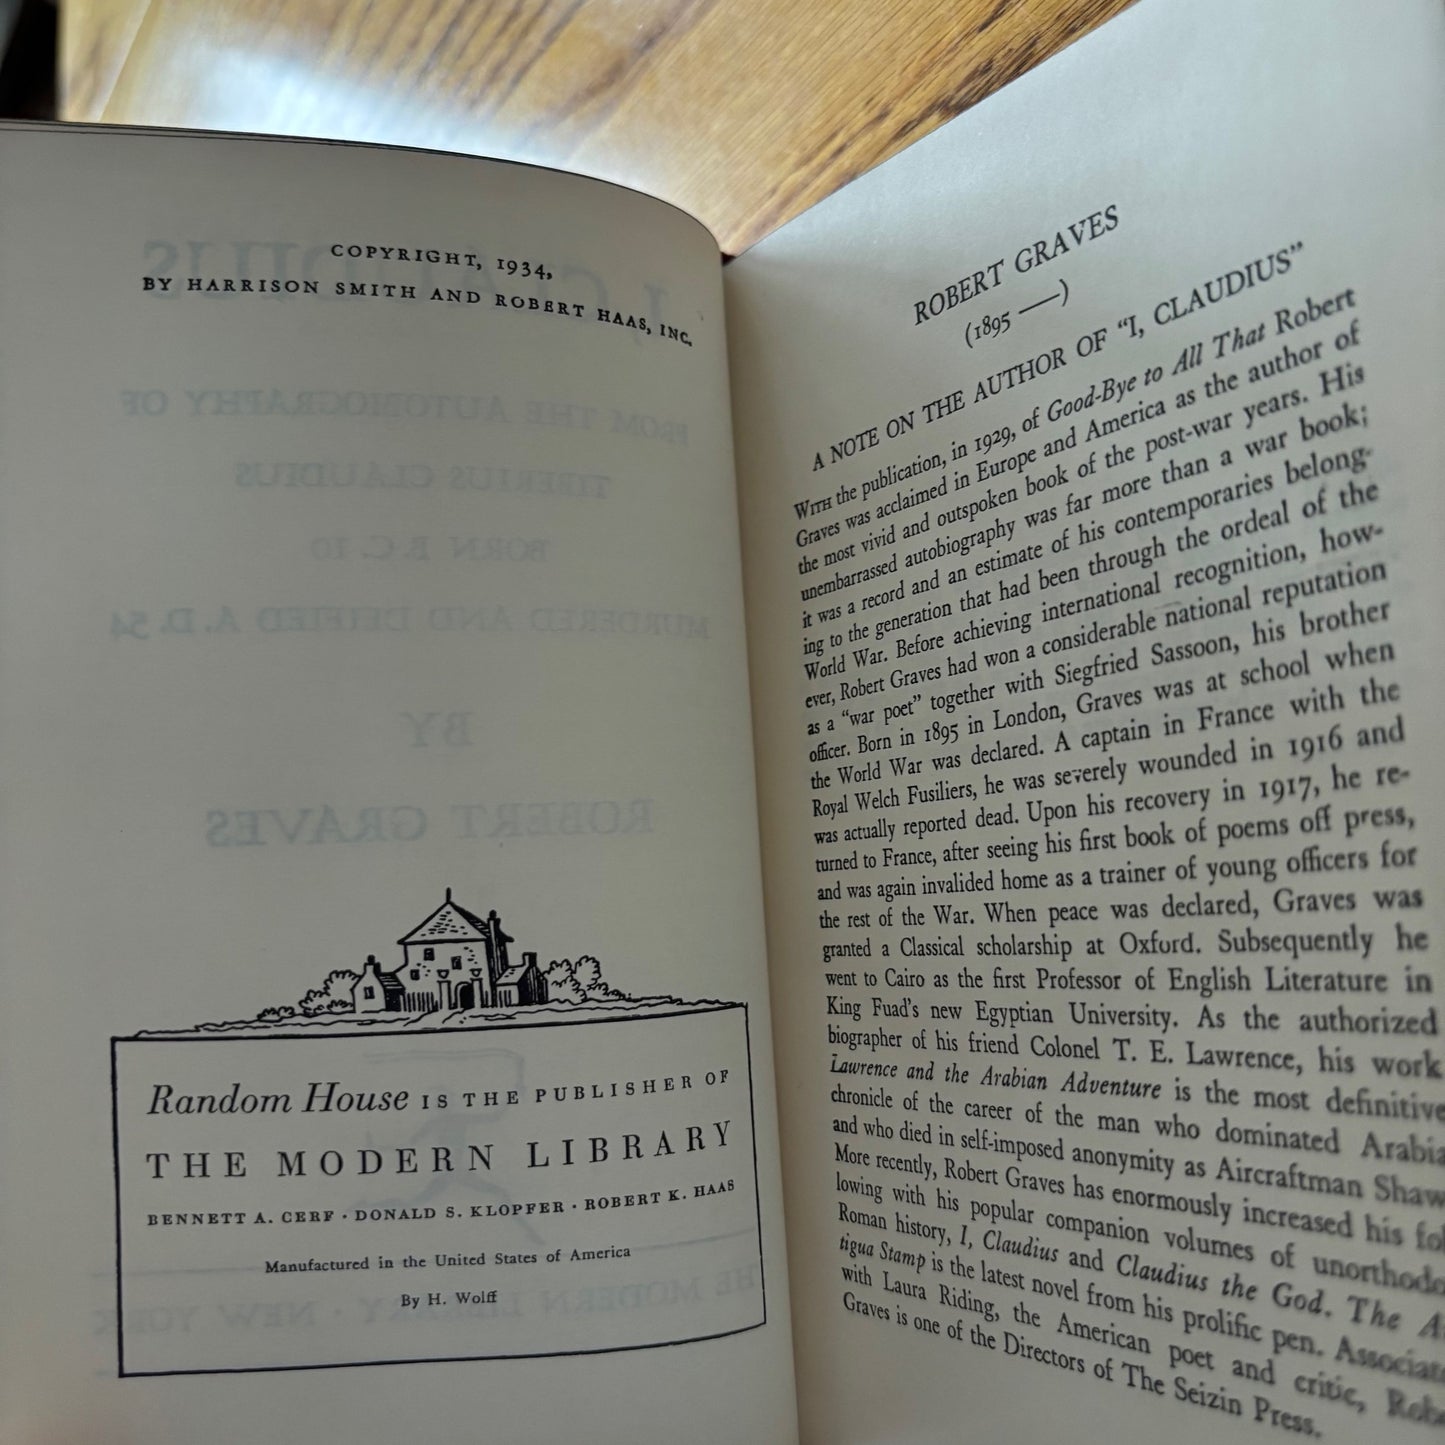 COPYRIGHT, 1934,
BY HARRISON SMITH AND ROBERT HAAS, INC.
Random House IS THE PUBLISHER OF
THE MODERN LIBRARY
BENNETT A. CERF · DONALD S. KLOPFER · ROBERT K. HAAS
Manufactured in the United States of America
By H. Wolff
ROBERT GRAVES
(1895 —)
A NOTE ON THE AUTHOR OF "I, CLAUDIUS"
WITH the publication, in 1929, of Good-Bye to All That Robert
Graves was acclaimed in Europe and America as the author of
the most vivid and outspoken book of the post-war years. His
unembarrassed autobiography was far more than a war book;
it was a record and an estimate of his contemporaries belong-
ing to the generation that had been through the ordeal of the
World War. Before achieving international recognition, how-
ever, Robert Graves had won a considerable national reputation
as a "war poet" together with Siegfried Sassoon, his brother
officer. Born in 1895 in London, Graves was at school when
the World War was declared. A captain in France with the
Royal Welch Fusiliers, he was severely wounded in 1916 and
was actually reported dead. Upon his recovery in 1917, he re-
turned to France, after seeing his first book of poems off press,
and was again invalided home as a trainer of young officers for
the rest of the War. When peace was declared, Graves was
granted a Classical scholarship at Oxford. Subsequently he
went to Cairo as the first Professor of English Literature in
King Fuad's new Egyptian University. As the authorized
biographer of his friend Colonel T. E. Lawrence, his work
Lawrence and the Arabian Adventure is the most definitive
chronicle of the career of the man who dominated Arabia
and who died in self-imposed anonymity as Aircraftman Shaw
More recently, Robert Graves has enormously increased his fol
lowing with his popular companion volumes of unorthodo
Roman history, I, Claudius and Claudius the God. The A
tigua Stamp is the latest novel from his prolific pen. Associat
with Laura Riding, the American poet and critic, Robe
Graves is one of the Directors of The Seizin Press.